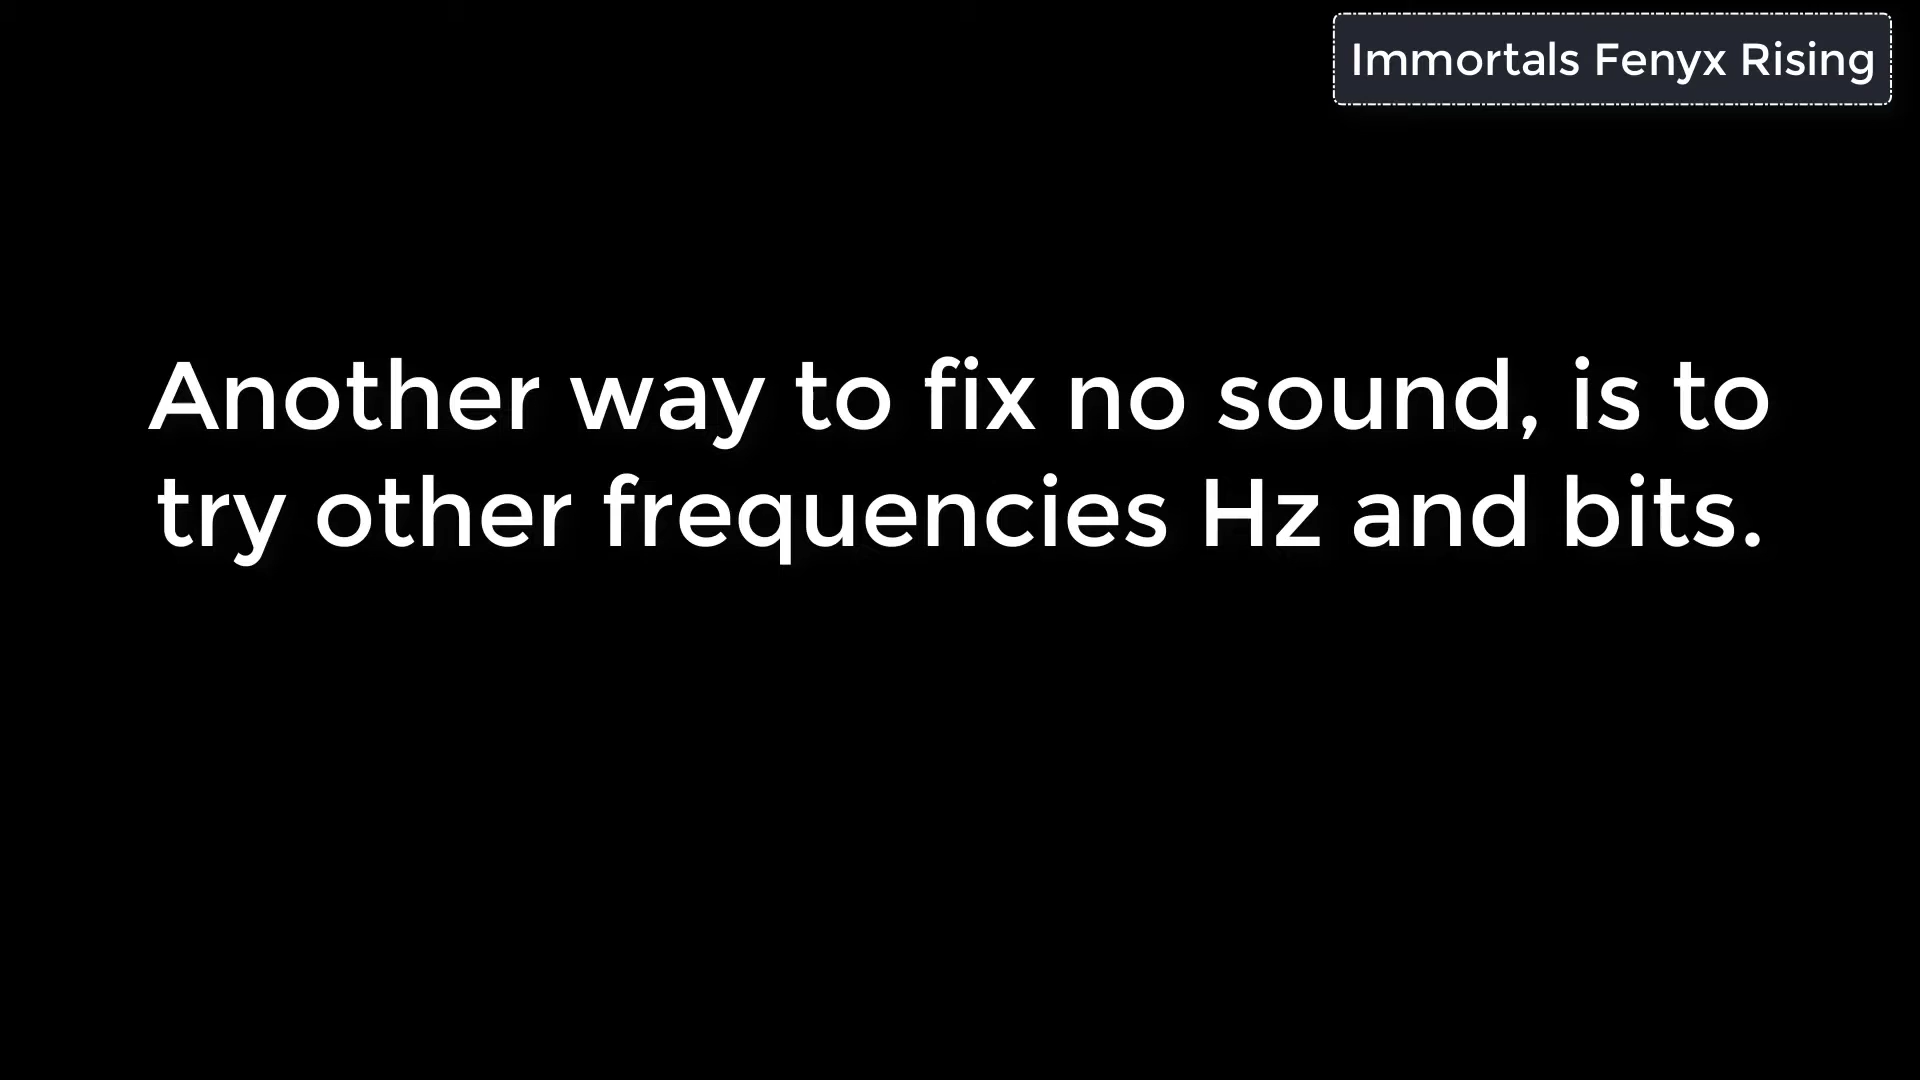 Immortals Fenyx Rising
Another way to fix no sound, is to
try other frequencies Hz and bits.